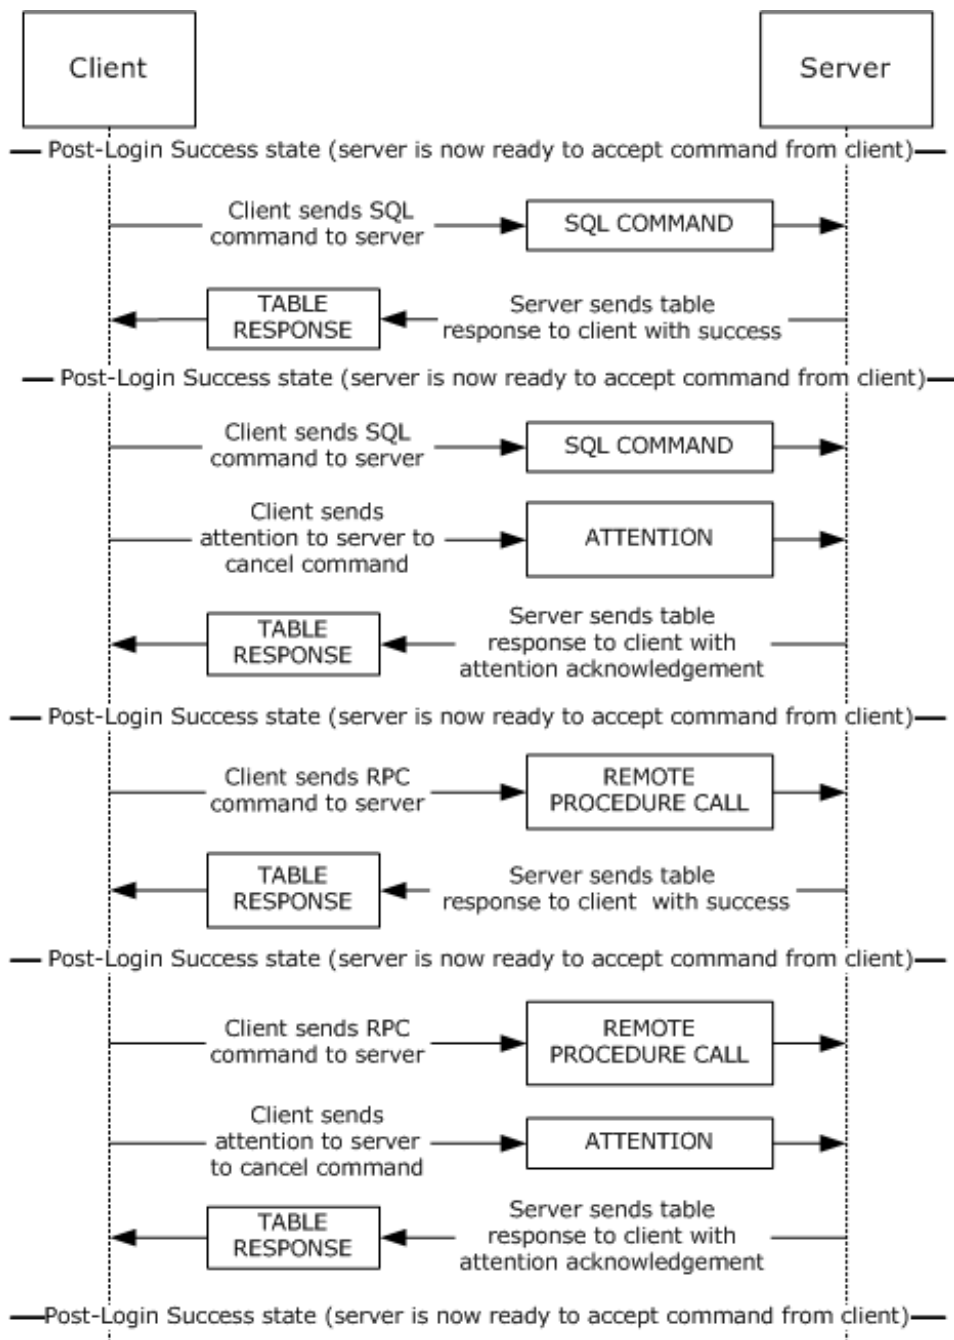 Client
Server
Post-Login Success state (server is now ready to accept command from client)
Client sends SQL
command to server
SQL COMMAND
TABLE
RESPONSE
Server sends table
response to client with success
Post-Login Success state (server is now ready to accept command from client)
Client sends SQL
command to server
SQL COMMAND
Client sends
attention to server to
cancel command
ATTENTION
TABLE
RESPONSE
Server sends table
response to client with
attention acknowledgement
Post-Login Success state (server is now ready to accept command from client)
Client sends RPC
command to server
REMOTE
PROCEDURE CALL
TABLE
RESPONSE
Server sends table
response to client with success
Post-Login Success state (server is now ready to accept command from client)
Client sends RPC
command to server
REMOTE
PROCEDURE CALL
Client sends
attention to server
to cancel command
ATTENTION
TABLE
RESPONSE
Server sends table
response to client with
attention acknowledgement
Post-Login Success state (server is now ready to accept command from client)